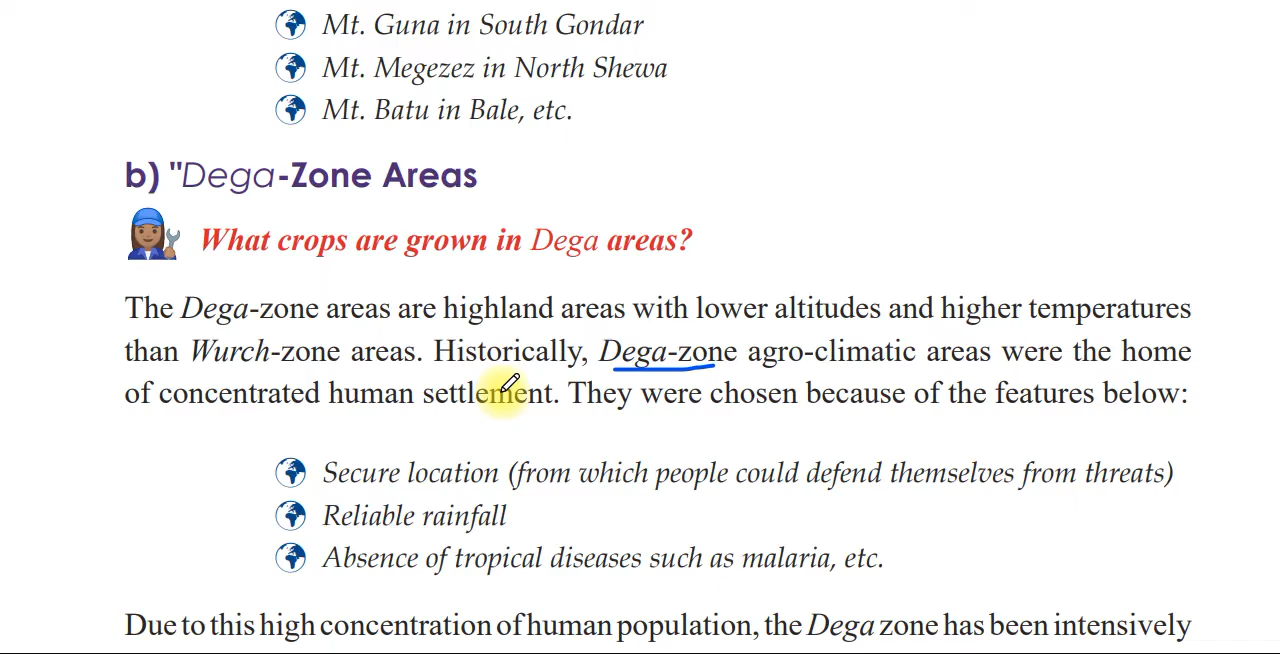 Mt. Guna in South Gondar
Mt. Megezez in North Shewa
Mt. Batu in Bale, etc.
b) "Dega-Zone Areas
What crops are grown in Dega areas?
The Dega-zone areas are highland areas with lower altitudes and higher temperatures
than Wurch-zone areas. Historically, Dega-zone agro-climatic areas were the home
of concentrated human settlement. They were chosen because of the features below:
Secure location (from which people could defend themselves from threats)
Reliable rainfall
Absence of tropical diseases such as malaria, etc.
Due to this high concentration of human population, the Dega zone has been intensively